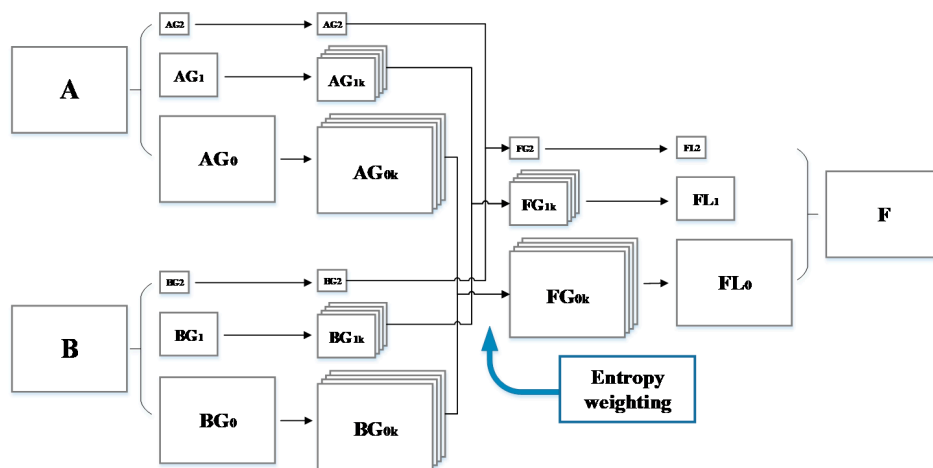 A
AG2
AG2
AG1
AG1k
AG0
AG0k
B
BG2
BG2
BG1
BG1k
BG0
BG0k
FG2
FL2
FG1k
FL1
FG0k
FL0
F
Entropy
weighting